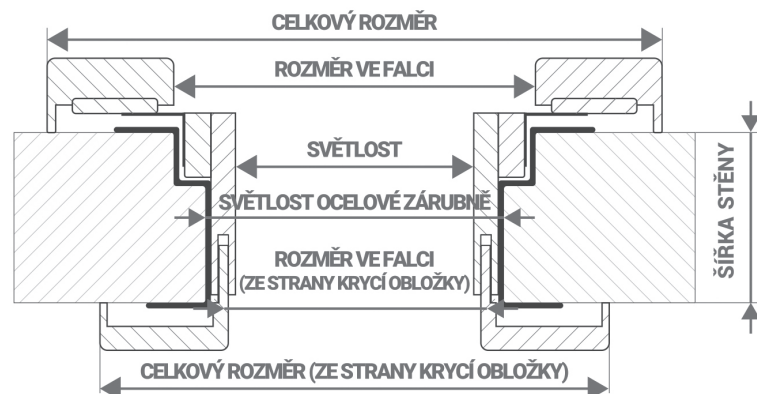 CELKOVÝ ROZMĚR
ROZMĚR VE FALCI
SVĚTLOST
SVĚTLOST OCELOVÉ ZÁRUBNĚ
ROZMĚR VE FALCI
(ZE STRANY KRYCÍ OBLOŽKY)
CELKOVÝ ROZMĚR (ZE STRANY KRYCÍ OBLOŽKY)
ŠÍŘKA STĚNY